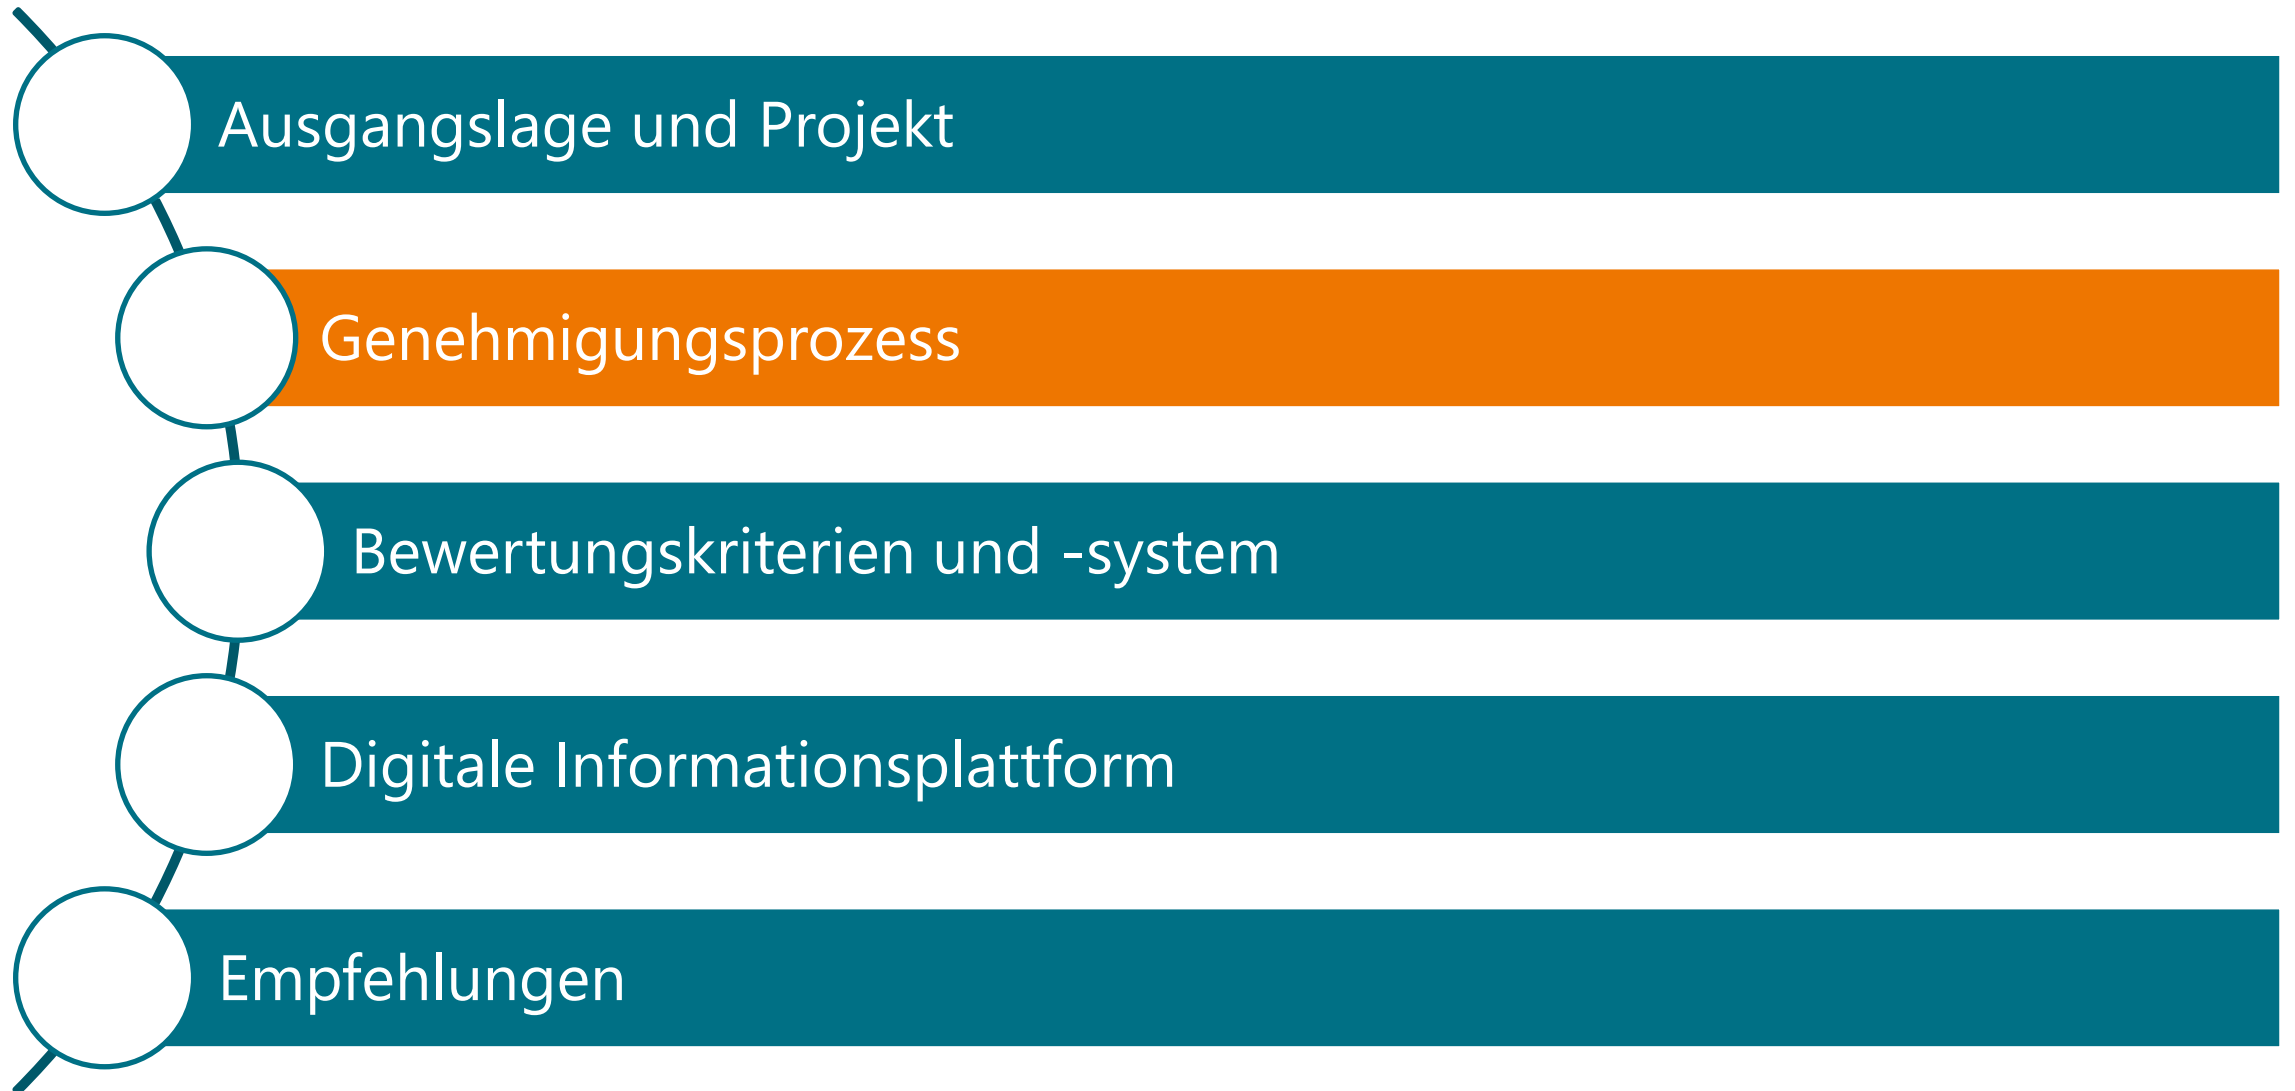 Ausgangslage und Projekt
Genehmigungsprozess
Bewertungskriterien und -system
Digitale Informationsplattform
Empfehlungen